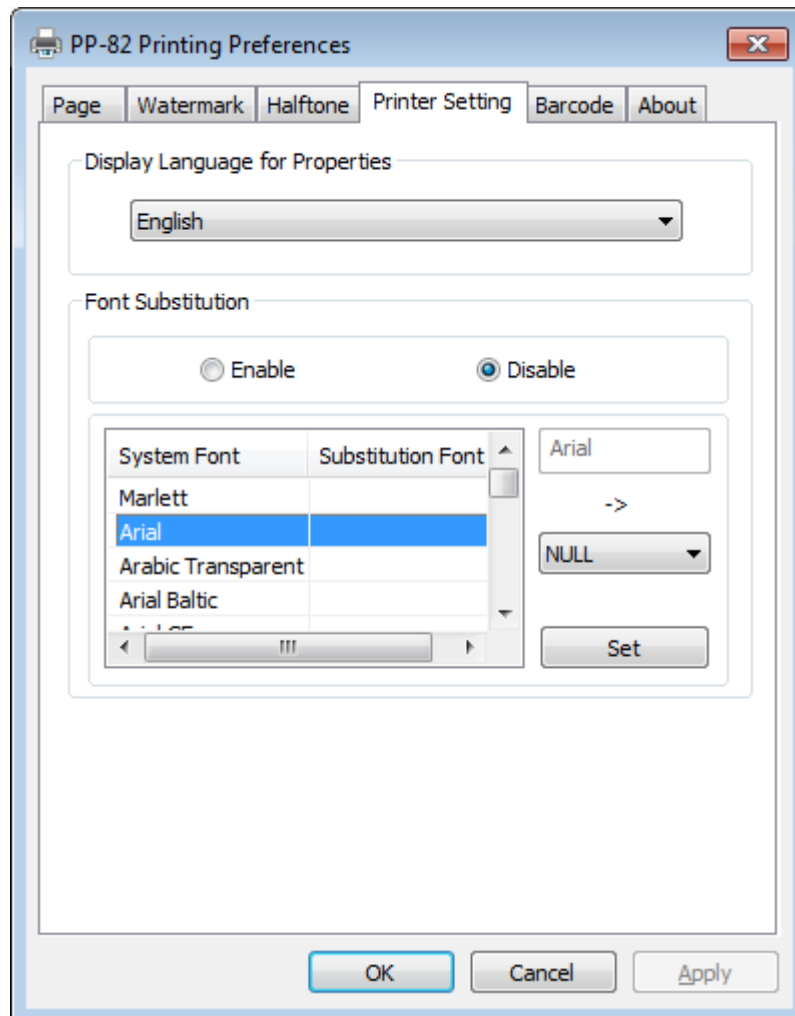 PP-82 Printing Preferences
Page Watermark Halftone Printer Setting Barcode About
Display Language for Properties
English
Font Substitution
Enable Disable
System Font Substitution Font
Marlett
Arial
Arabic Transparent
Arial Baltic
Arial
->
NULL
Set
OK Cancel Apply